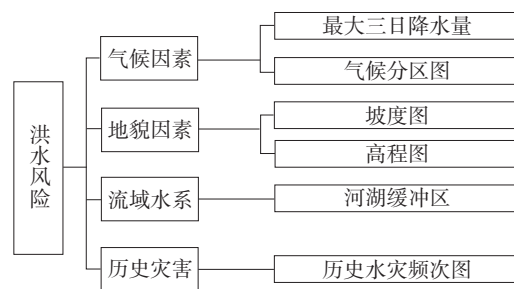 洪水风险
气候因素
最大三日降水量
气候分区图
地貌因素
坡度图
高程图
流域水系
河湖缓冲区
历史灾害
历史水灾频次图